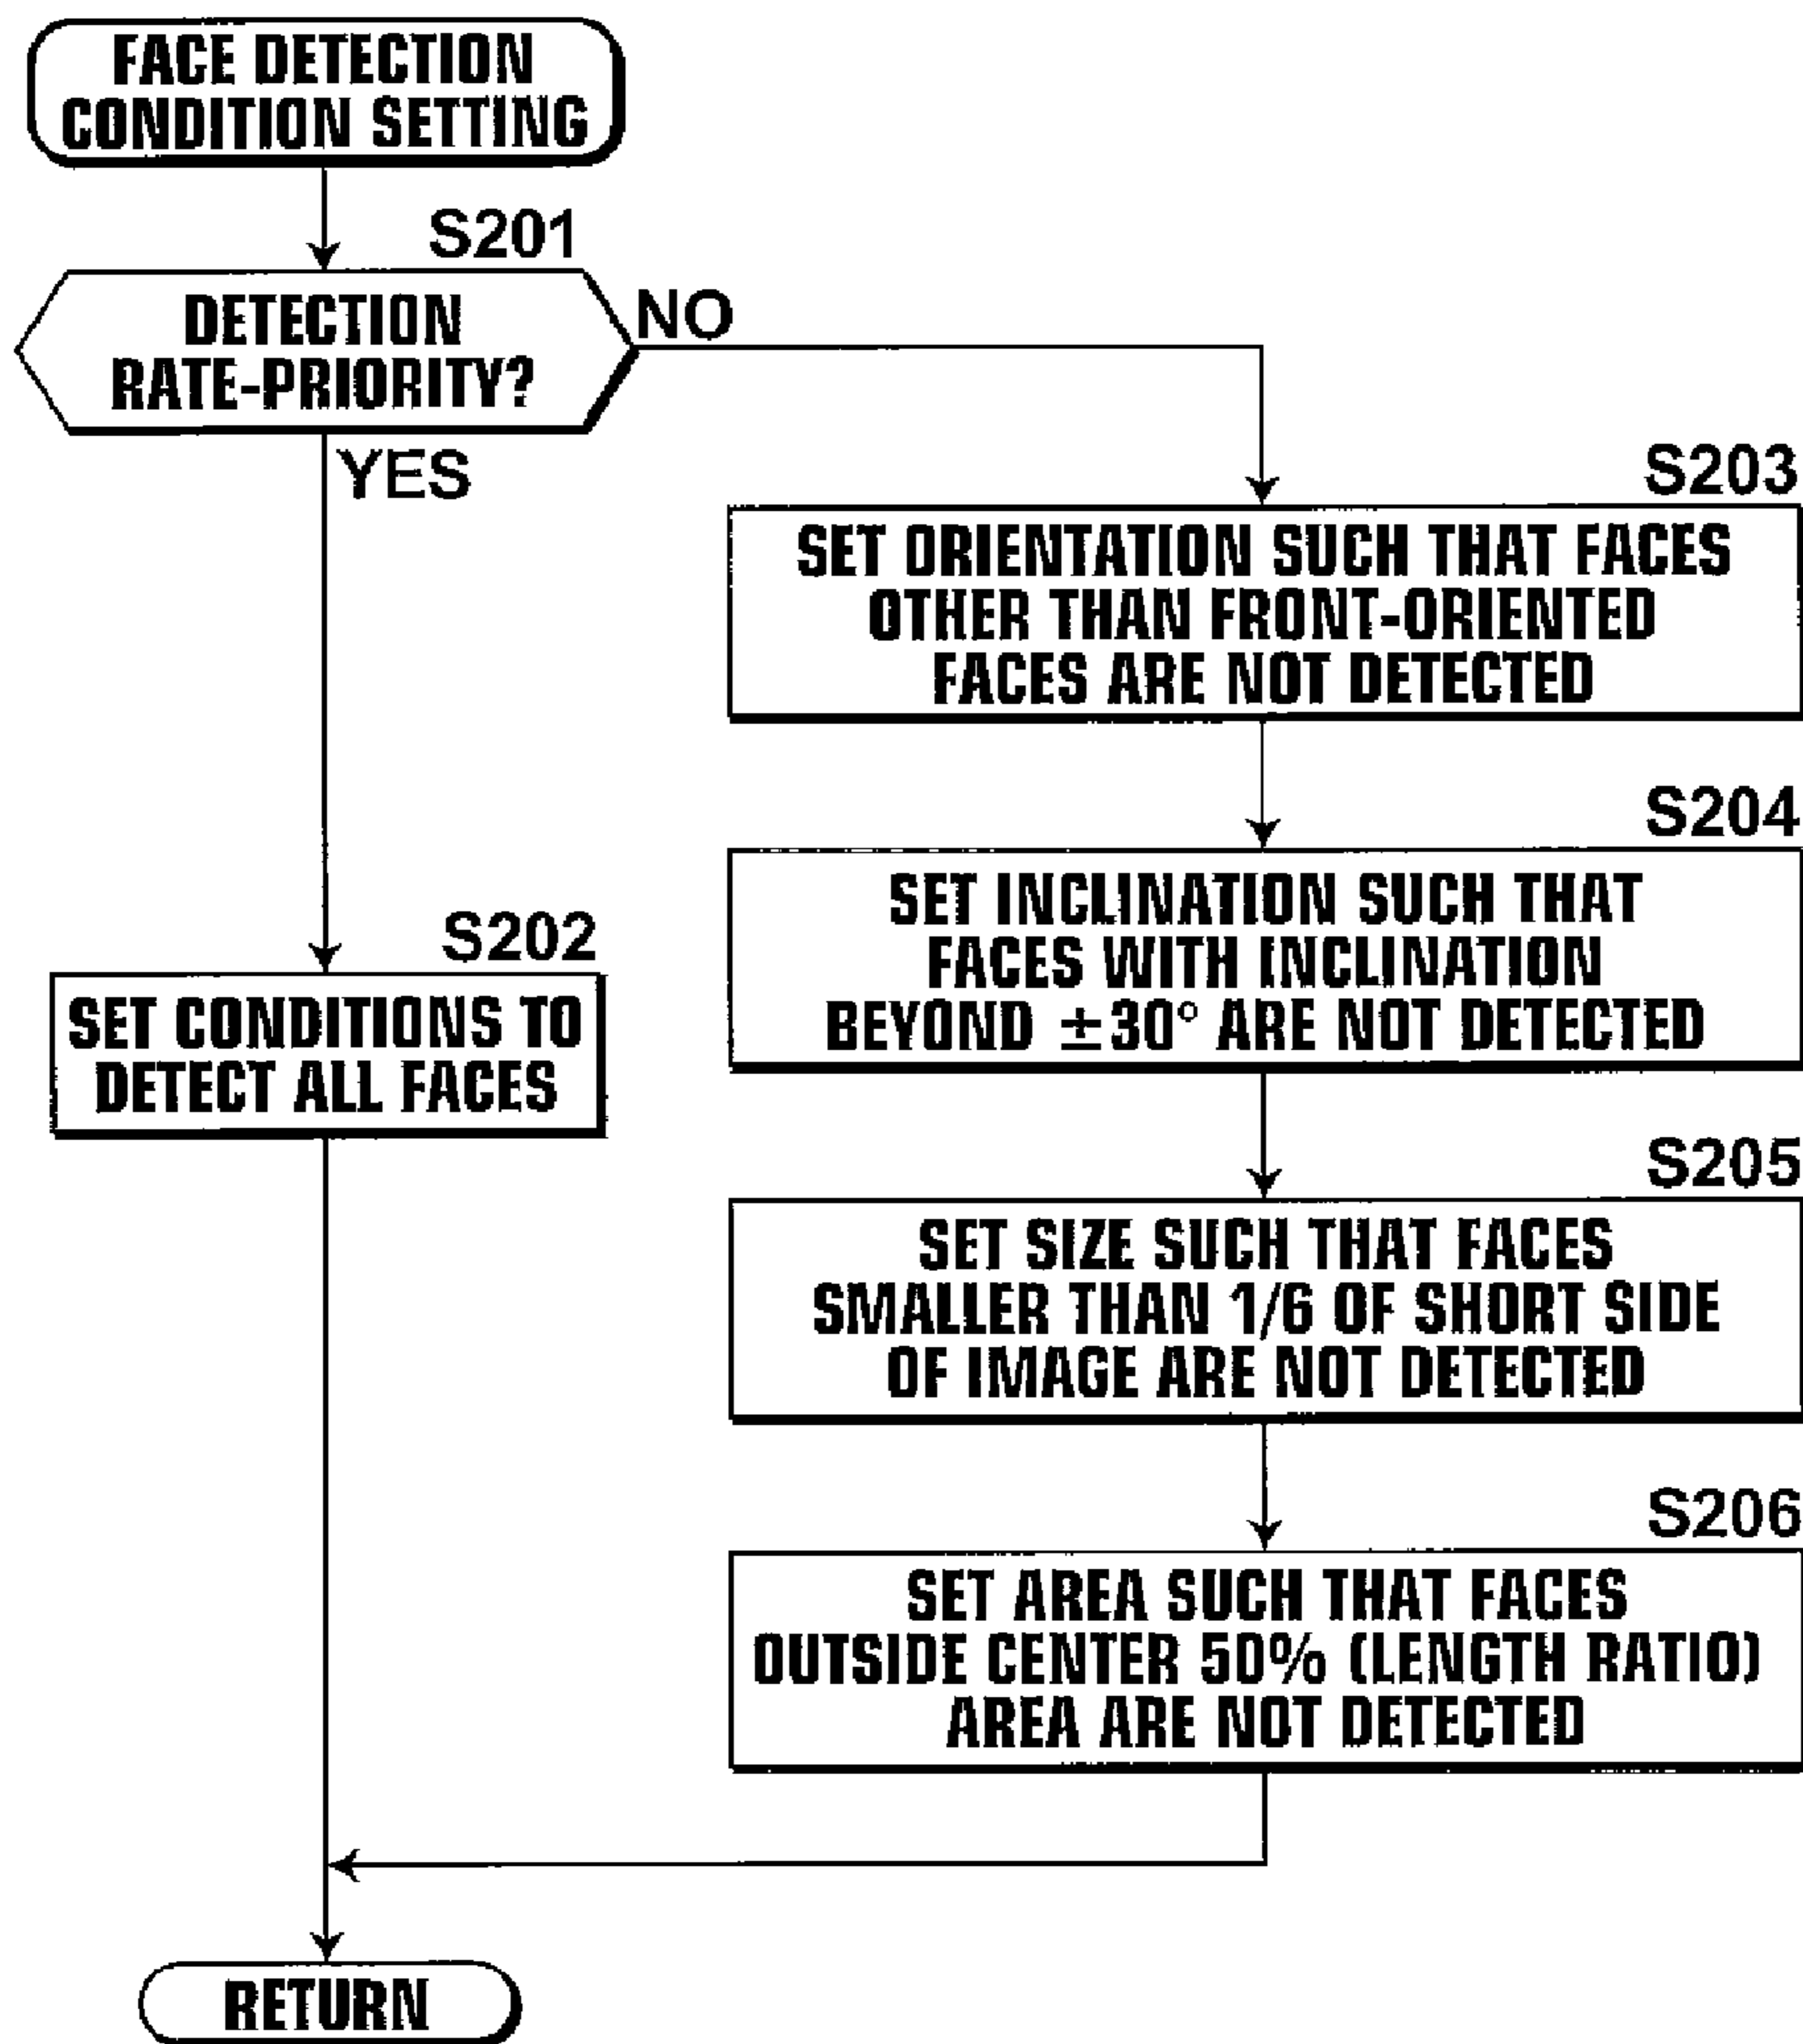 FACE DETECTION
CONDITION SETTING
S201
DETECTION
RATE-PRIORITY?
NO
YES
S202
SET CONDITIONS TO
DETECT ALL FACES
S203
SET ORIENTATION SUCH THAT FACES
OTHER THAN FRONT-ORIENTED
FACES ARE NOT DETECTED
S204
SET INCLINATION SUCH THAT
FACES WITH INCLINATION
BEYOND ±30° ARE NOT DETECTED
S205
SET SIZE SUCH THAT FACES
SMALLER THAN 1/6 OF SHORT SIDE
OF IMAGE ARE NOT DETECTED
S206
SET AREA SUCH THAT FACES
OUTSIDE CENTER 50% (LENGTH RATIO)
AREA ARE NOT DETECTED
RETURN